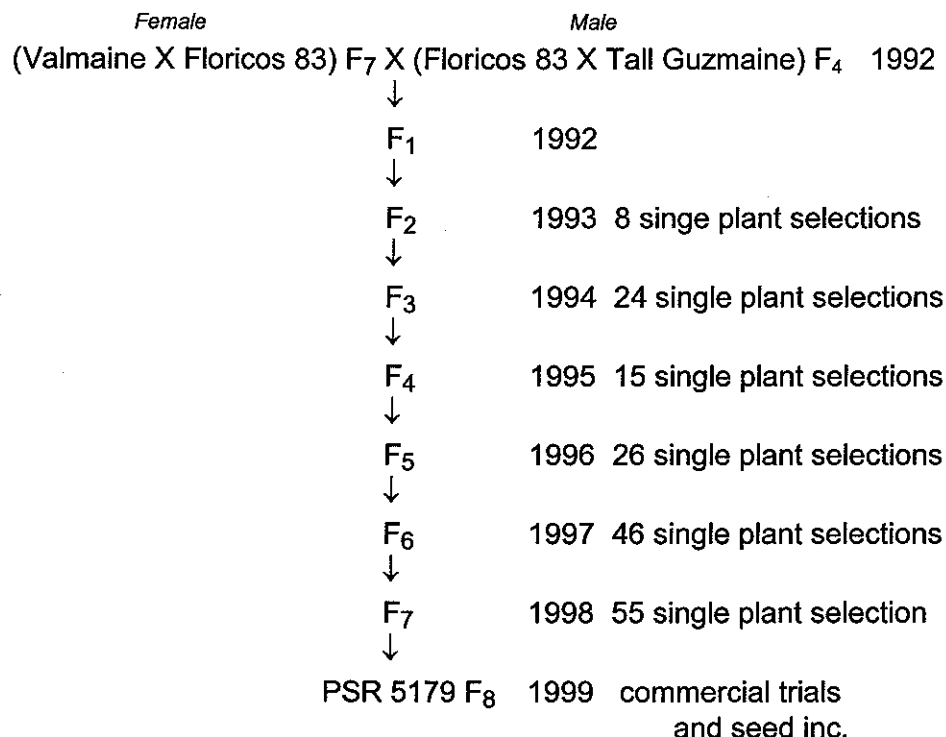 Female Male
(Valmaine X Floricos 83) F₇ X (Floricos 83 X Tall Guzmaine) F₄ 1992
↓
F₁ 1992
↓
F₂ 1993 8 singe plant selections
↓
F₃ 1994 24 single plant selections
↓
F₄ 1995 15 single plant selections
↓
F₅ 1996 26 single plant selections
↓
F₆ 1997 46 single plant selections
↓
F₇ 1998 55 single plant selection
↓
PSR 5179 F₈ 1999 commercial trials
and seed inc.